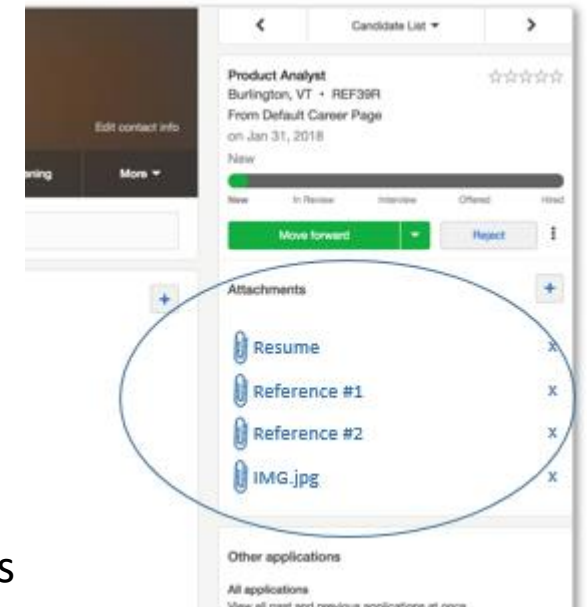 Candidate List
Edit contact info
ening
More
Product Analyst
Burlington, VT • REF39R
From Default Career Page
on Jan 31, 2018
New
New In Review Interview Offered Hired
Move forward
Reject
+
Attachments
+
Resume x
Reference #1 x
Reference #2 x
IMG.jpg x
s
Other applications
All applications
View all past and previous applications at once